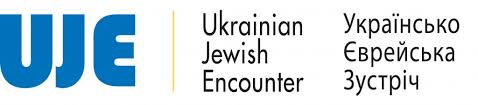 UJE
Ukrainian
Jewish
Encounter
Українсько
Єврейська
Зустріч